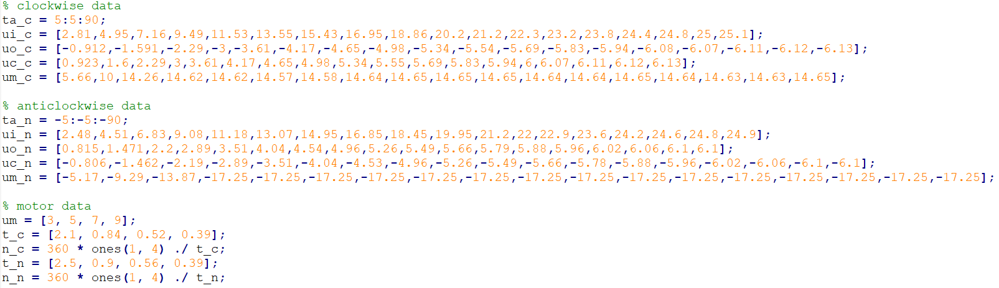 % clockwise data
ta_c = 5:5:90;
ui_c = [2.81,4.95,7.16,9.49,11.53,13.55,15.43,16.95,18.86,20.2,21.2,22.3,23.2,23.8,24.4,24.8,25,25.1];
uo_c = [-0.912,-1.591,-2.29,-3,-3.61,-4.17,-4.65,-4.98,-5.34,-5.54,-5.69,-5.83,-5.94,-6.08,-6.07,-6.11,-6.12,-6.13];
uc_c = [0.923,1.6,2.29,3,3.61,4.17,4.65,4.98,5.34,5.55,5.69,5.83,5.94,6,6.07,6.11,6.12,6.13];
um_c = [5.66,10,14.26,14.62,14.62,14.57,14.58,14.64,14.65,14.65,14.65,14.64,14.64,14.65,14.64,14.63,14.63,14.65];
% anticlockwise data
ta_n = -5:-5:-90;
ui_n = [2.48,4.51,6.83,9.08,11.18,13.07,14.95,16.85,18.45,19.95,21.2,22,22.9,23.6,24.2,24.6,24.8,24.9];
uo_n = [0.815,1.471,2.2,2.89,3.51,4.04,4.54,4.96,5.26,5.49,5.66,5.79,5.88,5.96,6.02,6.06,6.1,6.1];
uc_n = [-0.806,-1.462,-2.19,-2.89,-3.51,-4.04,-4.53,-4.96,-5.26,-5.49,-5.66,-5.78,-5.88,-5.96,-6.02,-6.06,-6.1,-6.1];
um_n = [-5.17,-9.29,-13.87,-17.25,-17.25,-17.25,-17.25,-17.25,-17.25,-17.25,-17.25,-17.25,-17.25,-17.25,-17.25,-17.25,-17.25,-17.25];
% motor data
um = [3, 5, 7, 9];
t_c = [2.1, 0.84, 0.52, 0.39];
n_c = 360 * ones(1, 4) ./ t_c;
t_n = [2.5, 0.9, 0.56, 0.39];
n_n = 360 * ones(1, 4) ./ t_n;